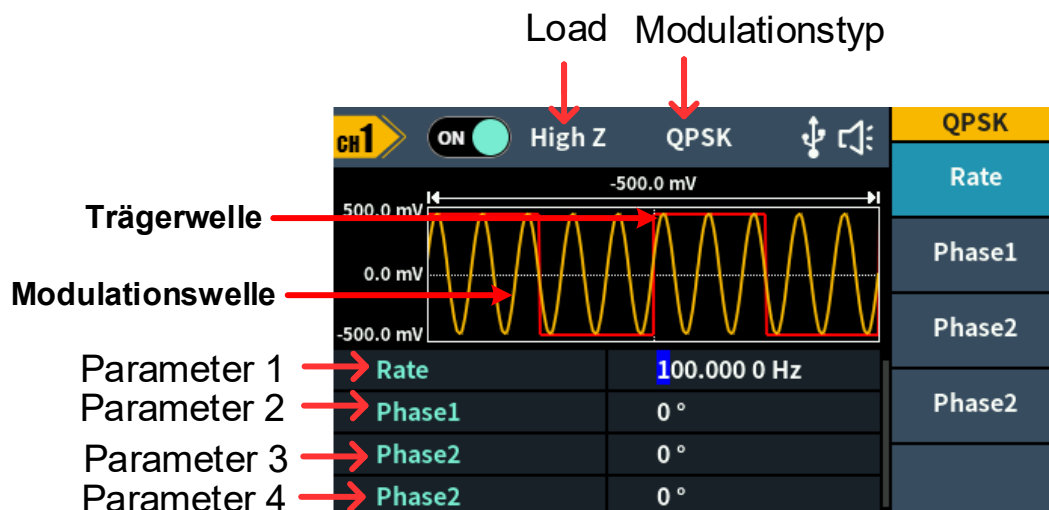 Load Modulationstyp
CH1 ON High Z QPSK QPSK
-500.0 mV
Rate
500.0 mV
Trägerwelle
Phase1
0.0 mV
Modulationswelle
Phase2
-500.0 mV
Parameter 1 Rate 100.000 0 Hz
Parameter 2 Phase1 0 ° Phase2
Parameter 3 Phase2 0 °
Parameter 4 Phase2 0 °